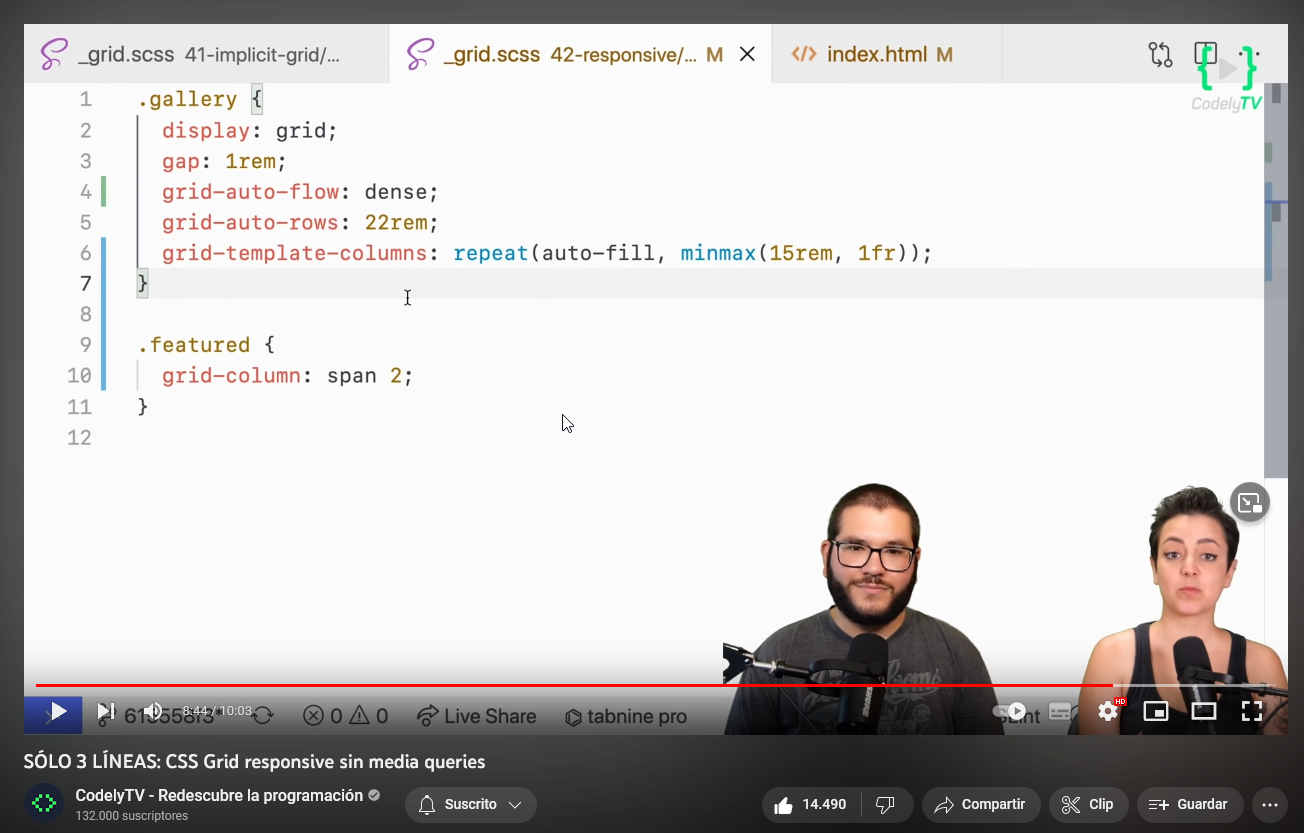 _grid.scss 41-implicit-grid/...
_grid.scss 42-responsive/... M
index.html M
CodelyTV
1 .gallery {
2 display: grid;
3 gap: 1rem;
4 grid-auto-flow: dense;
5 grid-auto-rows: 22rem;
6 grid-template-columns: repeat(auto-fill, minmax(15rem, 1fr));
7 }
8
9 .featured {
10 grid-column: span 2;
11 }
12
8:44 / 10:03
0 0
Live Share
tabnine pro
HD
SÓLO 3 LÍNEAS: CSS Grid responsive sin media queries
CodelyTV - Redescubre la programación
132.000 suscriptores
Suscrito
14.490
Compartir
Clip
Guardar